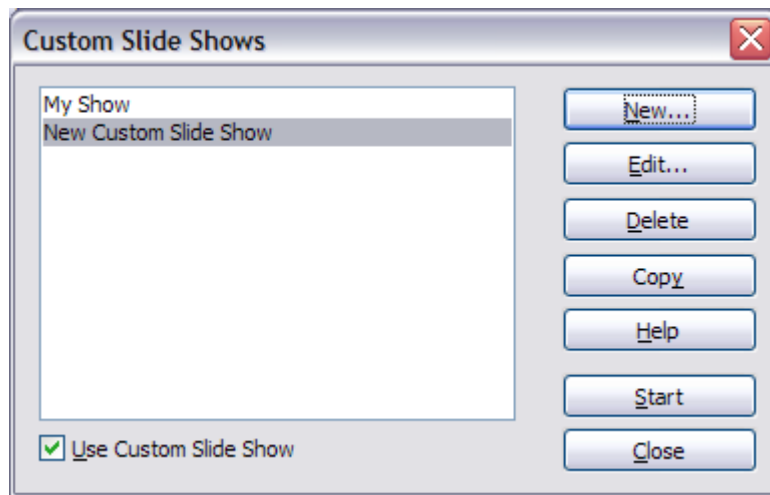 Custom Slide Shows
My Show
New Custom Slide Show
New...
Edit...
Delete
Copy
Help
Start
Use Custom Slide Show
Close